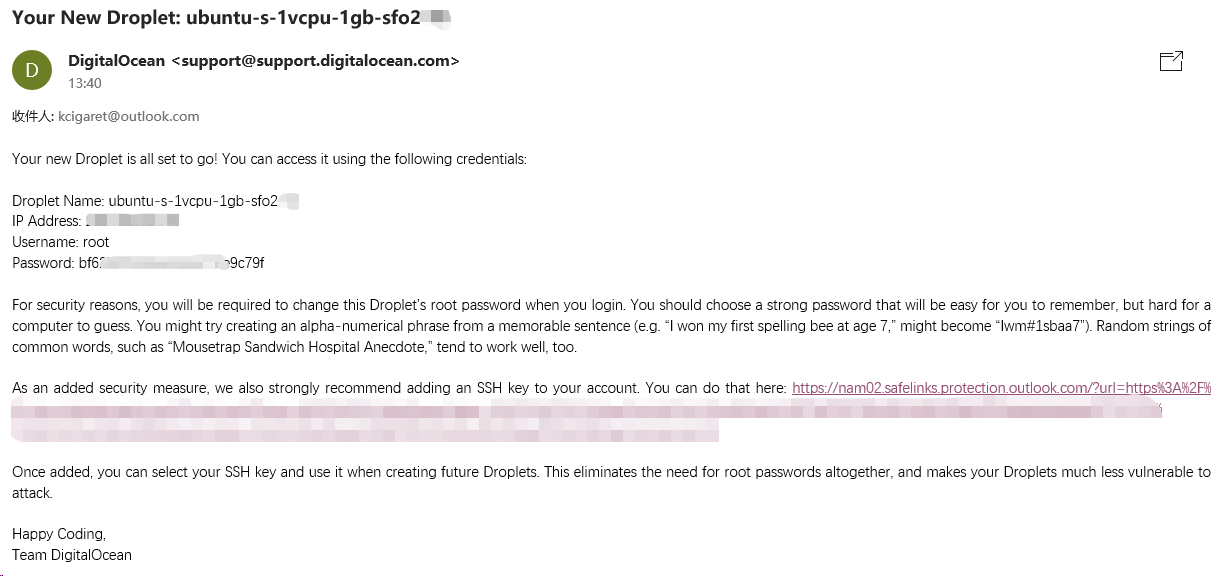 Your New Droplet: ubuntu-s-1vcpu-1gb-sfo2
D
DigitalOcean <support@support.digitalocean.com>
13:40
收件人: kcigaret@outlook.com
Your new Droplet is all set to go! You can access it using the following credentials:
Droplet Name: ubuntu-s-1vcpu-1gb-sfo2
IP Address:
Username: root
Password: bf62 9c79f
For security reasons, you will be required to change this Droplet’s root password when you login. You should choose a strong password that will be easy for you to remember, but hard for a
computer to guess. You might try creating an alpha-numerical phrase from a memorable sentence (e.g. “I won my first spelling bee at age 7,” might become “Iwm#1sbaa7”). Random strings of
common words, such as “Mousetrap Sandwich Hospital Anecdote,” tend to work well, too.
As an added security measure, we also strongly recommend adding an SSH key to your account. You can do that here: https://nam02.safelinks.protection.outlook.com/?url=https%3A%2F%
Once added, you can select your SSH key and use it when creating future Droplets. This eliminates the need for root passwords altogether, and makes your Droplets much less vulnerable to
attack.
Happy Coding,
Team DigitalOcean